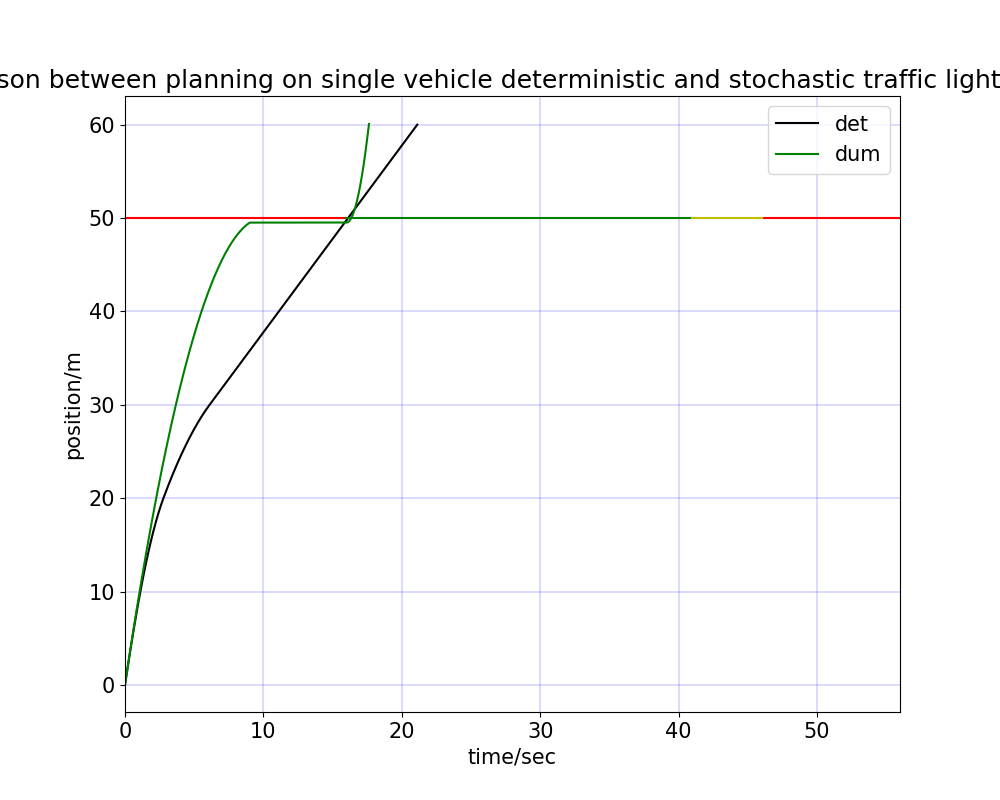 son between planning on single vehicle deterministic and stochastic traffic light
det
dum
60
50
40
30
20
10
0
position/m
0 10 20 30 40 50
time/sec